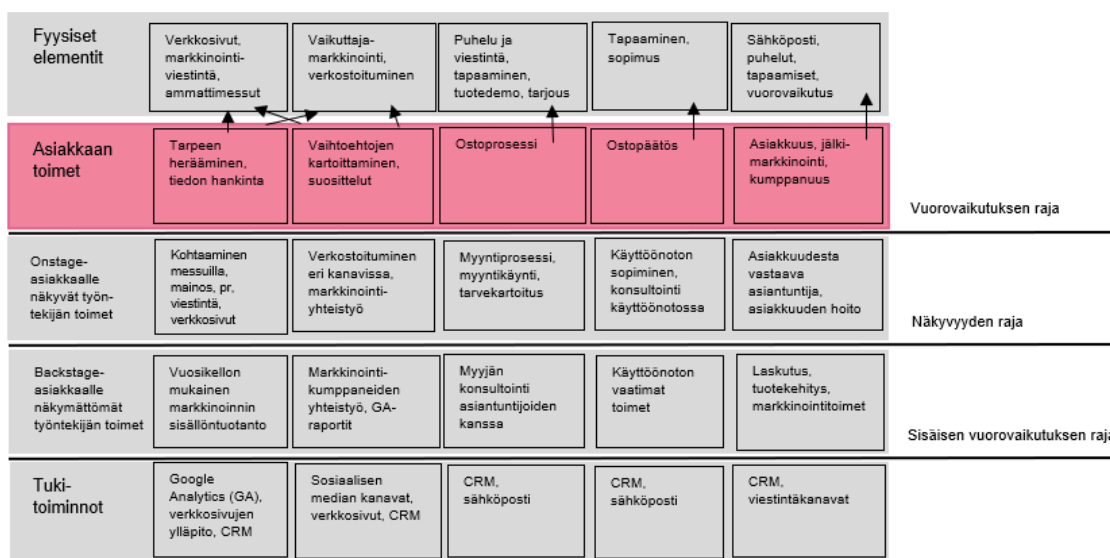 Fyysiset
elementit
Verkkosivut,
markkinointi-
viestintä,
ammattimessut
Vaikuttaja-
markkinointi,
verkostoituminen
Puhelu ja
viestintä,
tapaaminen,
tuotedemo, tarjous
Tapaaminen,
sopimus
Sähköposti,
puhelut,
tapaamiset,
vuorovaikutus
Asiakkaan
toimet
Tarpeen
herääminen,
tiedon hankinta
Vaihtoehtojen
kartoittaminen,
suosittelut
Ostoprosessi
Ostopäätös
Asiakkuus, jälki-
markkinointi,
kumppanuus
Vuorovaikutuksen raja
Onstage-
asiakkaalle
näkyvät työn-
tekijän toimet
Kohtaaminen
messuilla,
mainos, pr,
viestintä,
verkkosivut
Verkostoituminen
eri kanavissa,
markkinointi-
yhteistyö
Myyntiprosessi,
myyntikäynti,
tarvekartoitus
Käyttöönoton
sopiminen,
konsultointi
käyttöönotossa
Asiakkuudesta
vastaava
asiantuntija,
asiakkuuden hoito
Näkyvyyden raja
Backstage-
asiakkaalle
näkymättömät
työntekijän toimet
Vuosikellon
mukainen
markkinoinnin
sisällöntuotanto
Markkinointi-
kumppaneiden
yhteistyö, GA-
raportit
Myyjän
konsultointi
asiantuntijoiden
kanssa
Käyttöönoton
vaatimat
toimet
Laskutus,
tuotekehitys,
markkinointitoimet
Sisäisen vuorovaikutuksen raja
Tuki-
toiminnot
Google
Analytics (GA),
verkkosivujen
ylläpito, CRM
Sosiaalisen
median kanavat,
verkkosivut, CRM
CRM,
sähköposti
CRM,
sähköposti
CRM,
viestintäkanavat